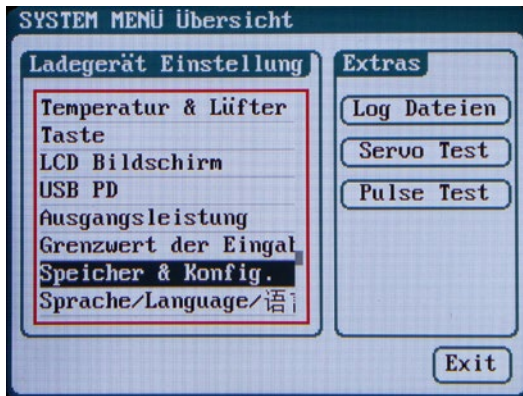 SYSTEM MENÜ Übersicht
Ladegerät Einstellung
Temperatur & Lüfter
Taste
LCD Bildschirm
USB PD
Ausgangsleistung
Grenzwert der Eingal
Speicher & Konfig.
Sprache/Language/语
Extras
Log Dateien
Servo Test
Pulse Test
Exit